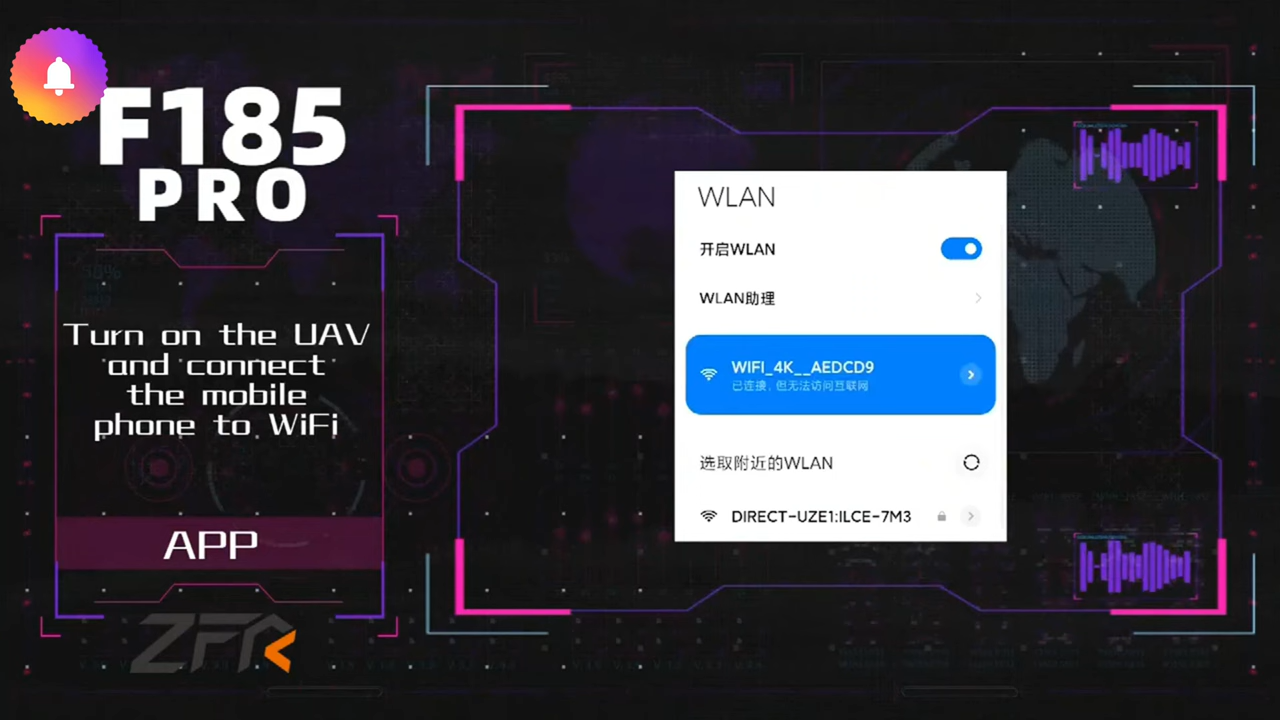 F185
PRO
Turn on the UAV
and connect
the mobile
phone to WiFi
APP
ZFR
WLAN
开启WLAN
WLAN助理
WIFI_4K__AEDCD9
已连接，但无法访问互联网
选取附近的WLAN
DIRECT-UZE1:ILCE-7M3